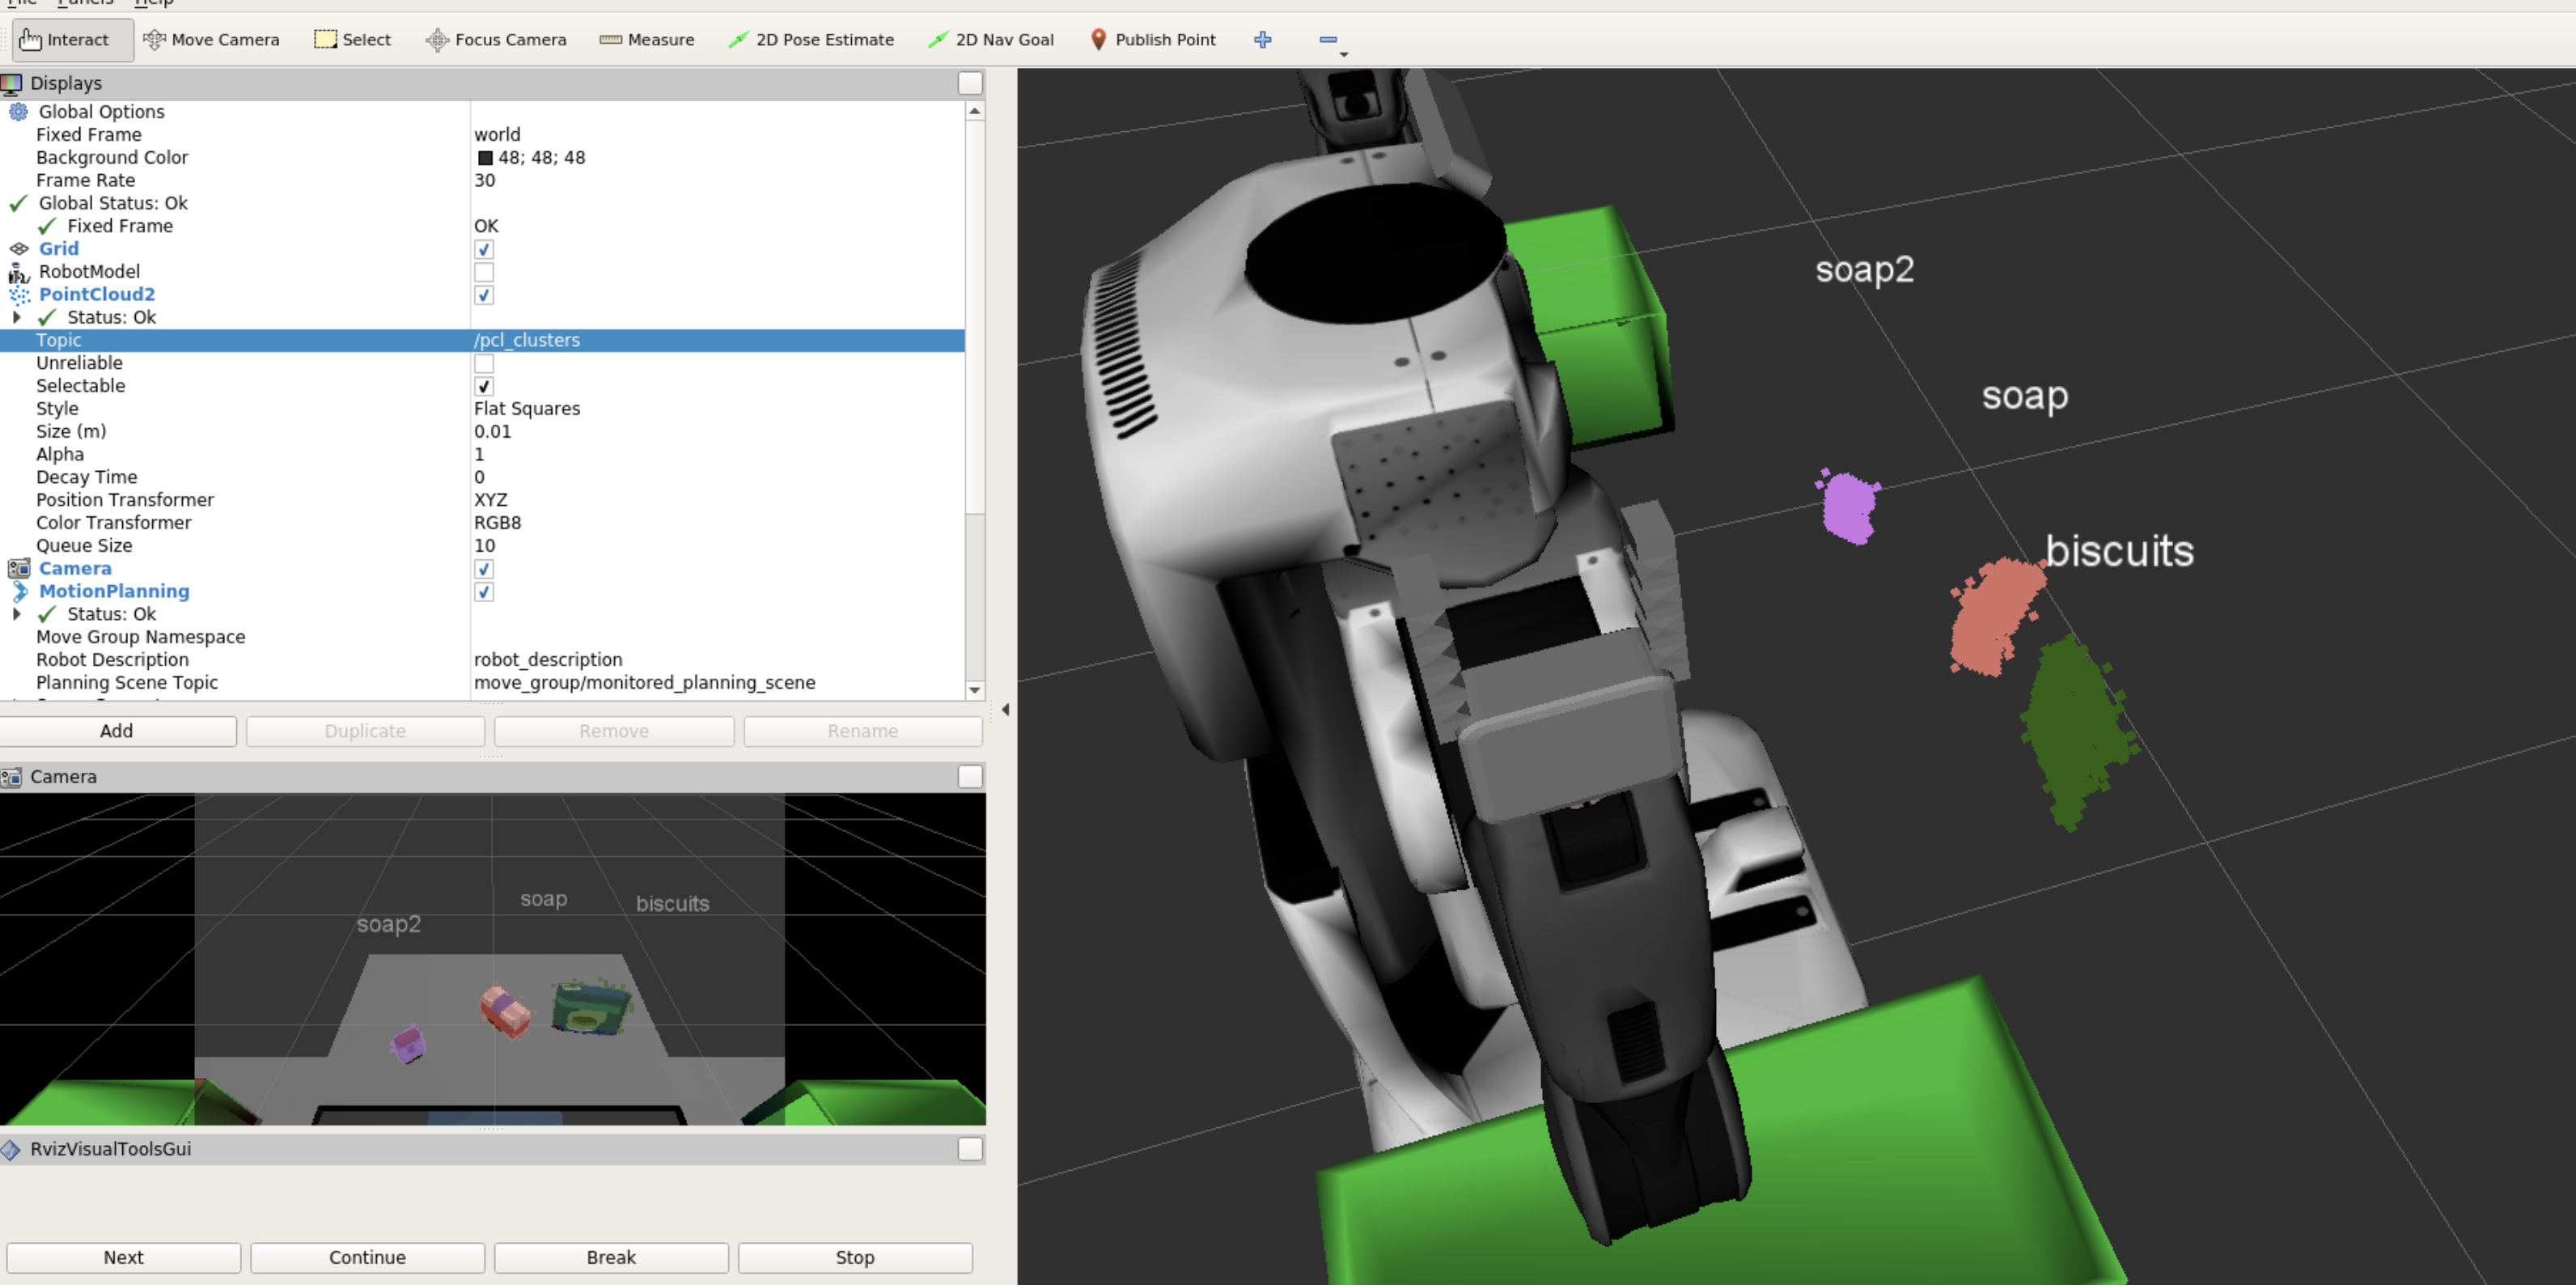 File Panels Help
Interact Move Camera Select Focus Camera Measure 2D Pose Estimate 2D Nav Goal Publish Point
Displays
Global Options
Fixed Frame world
Background Color 48; 48; 48
Frame Rate 30
Global Status: Ok
Fixed Frame OK
Grid
RobotModel
PointCloud2
Status: Ok
Topic /pcl_clusters
Unreliable
Selectable
Style Flat Squares
Size (m) 0.01
Alpha 1
Decay Time 0
Position Transformer XYZ
Color Transformer RGB8
Queue Size 10
Camera
MotionPlanning
Status: Ok
Move Group Namespace
Robot Description robot_description
Planning Scene Topic move_group/monitored_planning_scene
Add Duplicate Remove Rename
Camera
soap2
soap
biscuits
RvizVisualToolsGui
Next Continue Break Stop
soap2
soap
biscuits